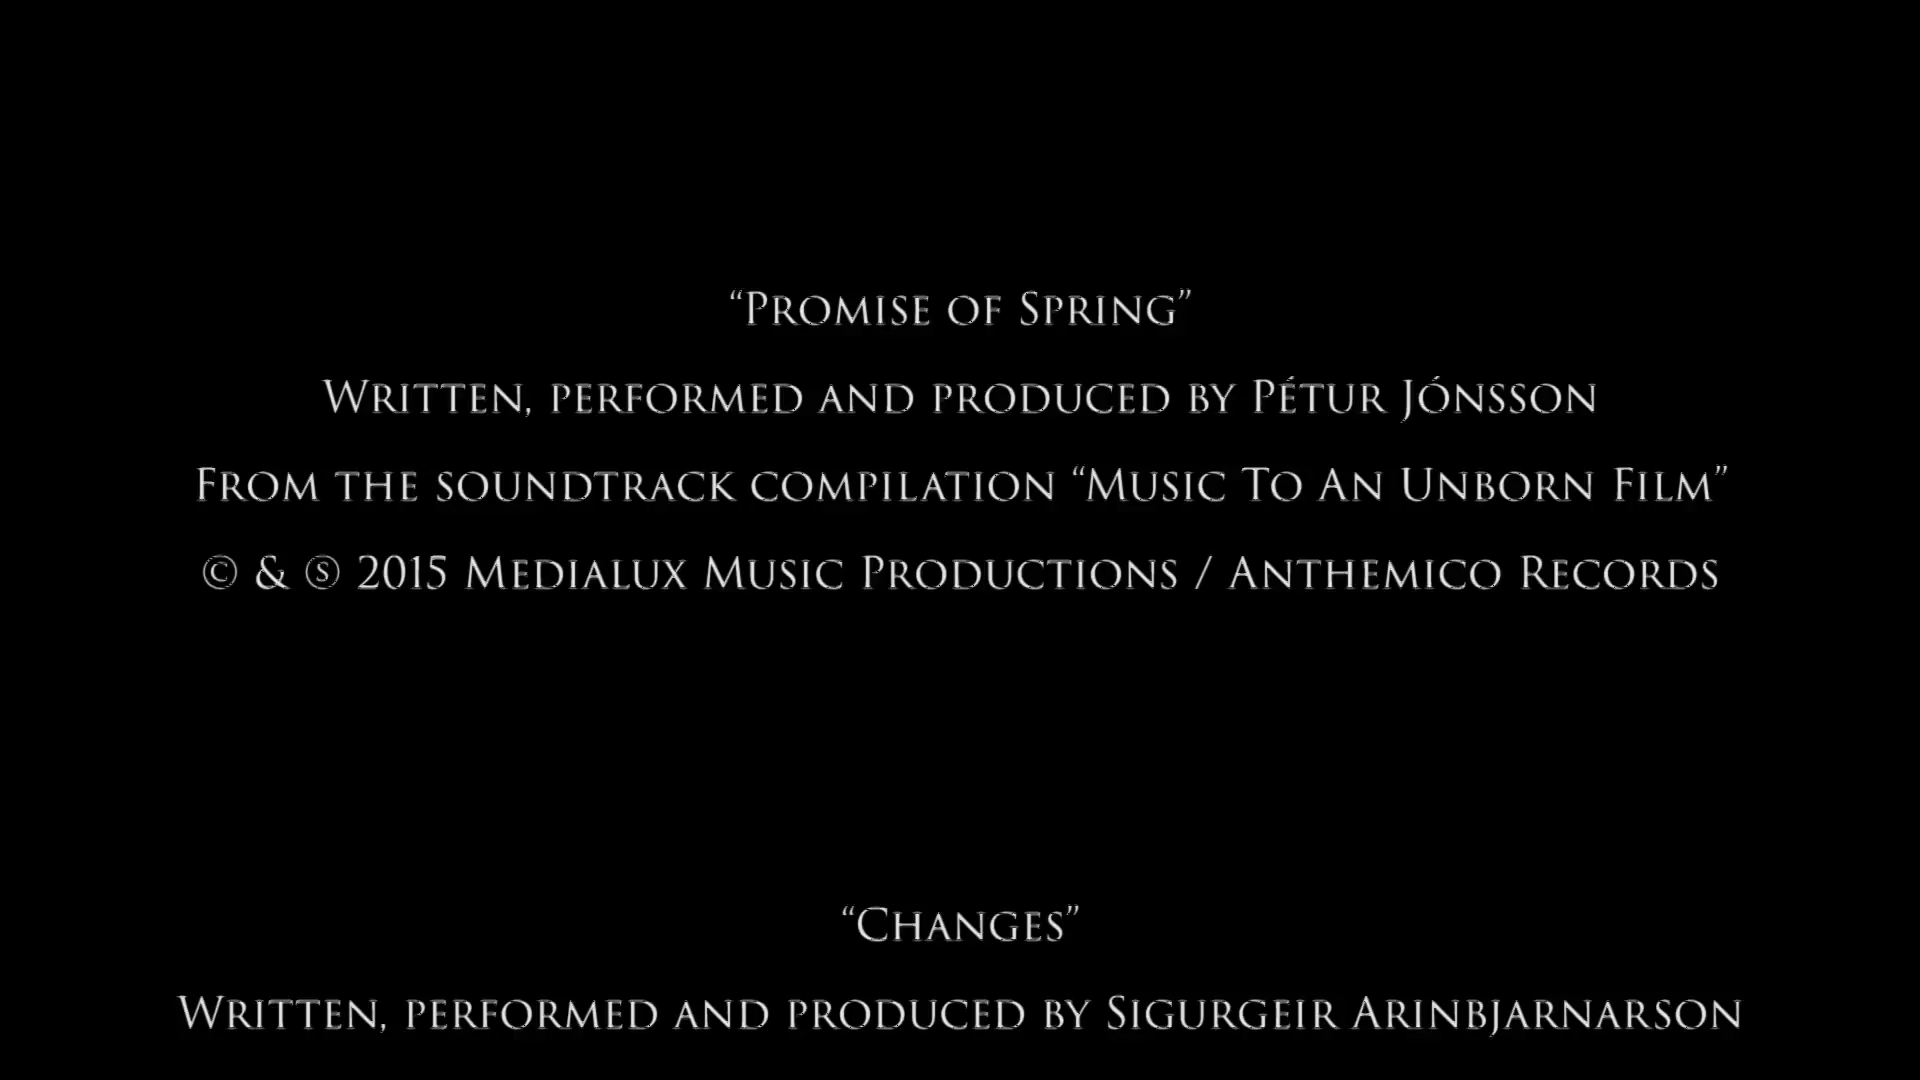 “Promise of Spring”
Written, performed and produced by Pétur Jónsson
From the soundtrack compilation “Music To An Unborn Film”
© & Ⓢ 2015 Medialux Music Productions / Anthemico Records
“Changes”
Written, performed and produced by Sigurgeir Arinbjarnarson